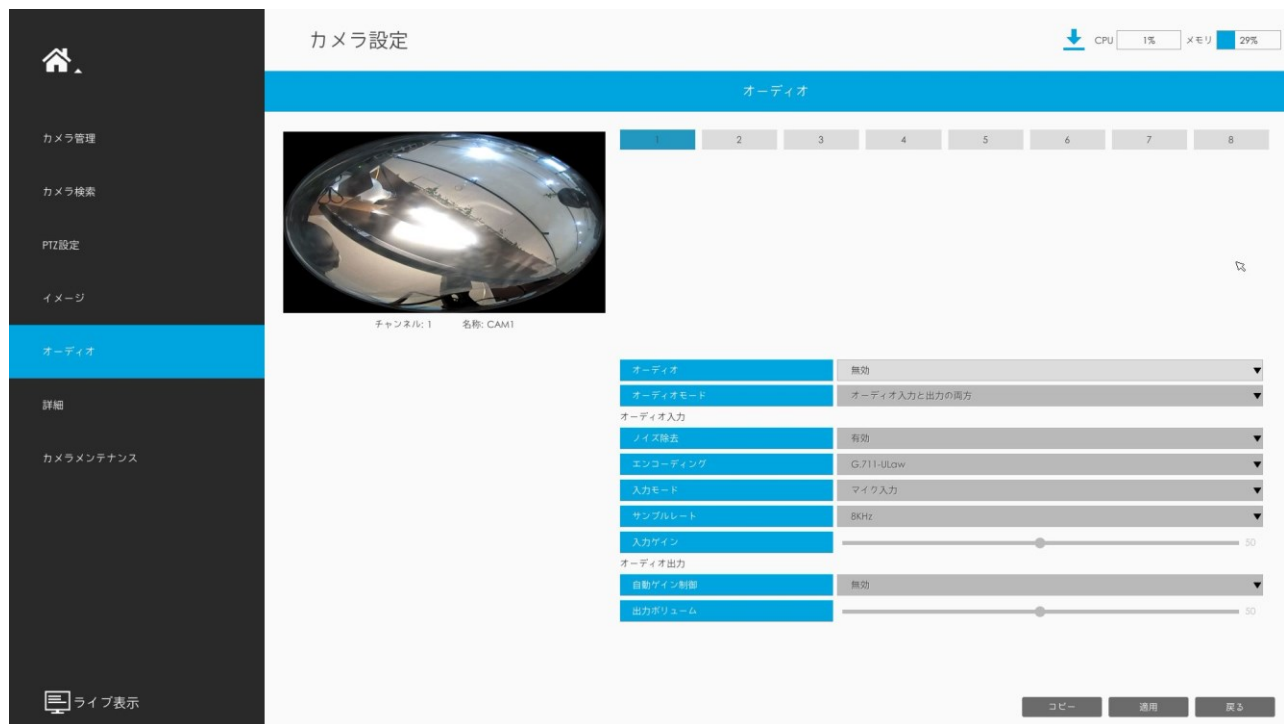 カメラ設定
CPU 1% メモリ 29%
オーディオ
カメラ管理
カメラ検索
PTZ設定
イメージ
オーディオ
詳細
カメラメンテナンス
ライブ表示
1 2 3 4 5 6 7 8
チャンネル: 1 名称: CAM1
オーディオ 無効
オーディオモード オーディオ入力と出力の両方
オーディオ入力
ノイズ除去 有効
エンコーディング G.711-ULaw
入力モード マイク入力
サンプルレート 8KHz
入力ゲイン 50
オーディオ出力
自動ゲイン制御 無効
出力ボリューム 50
コピー 適用 戻る